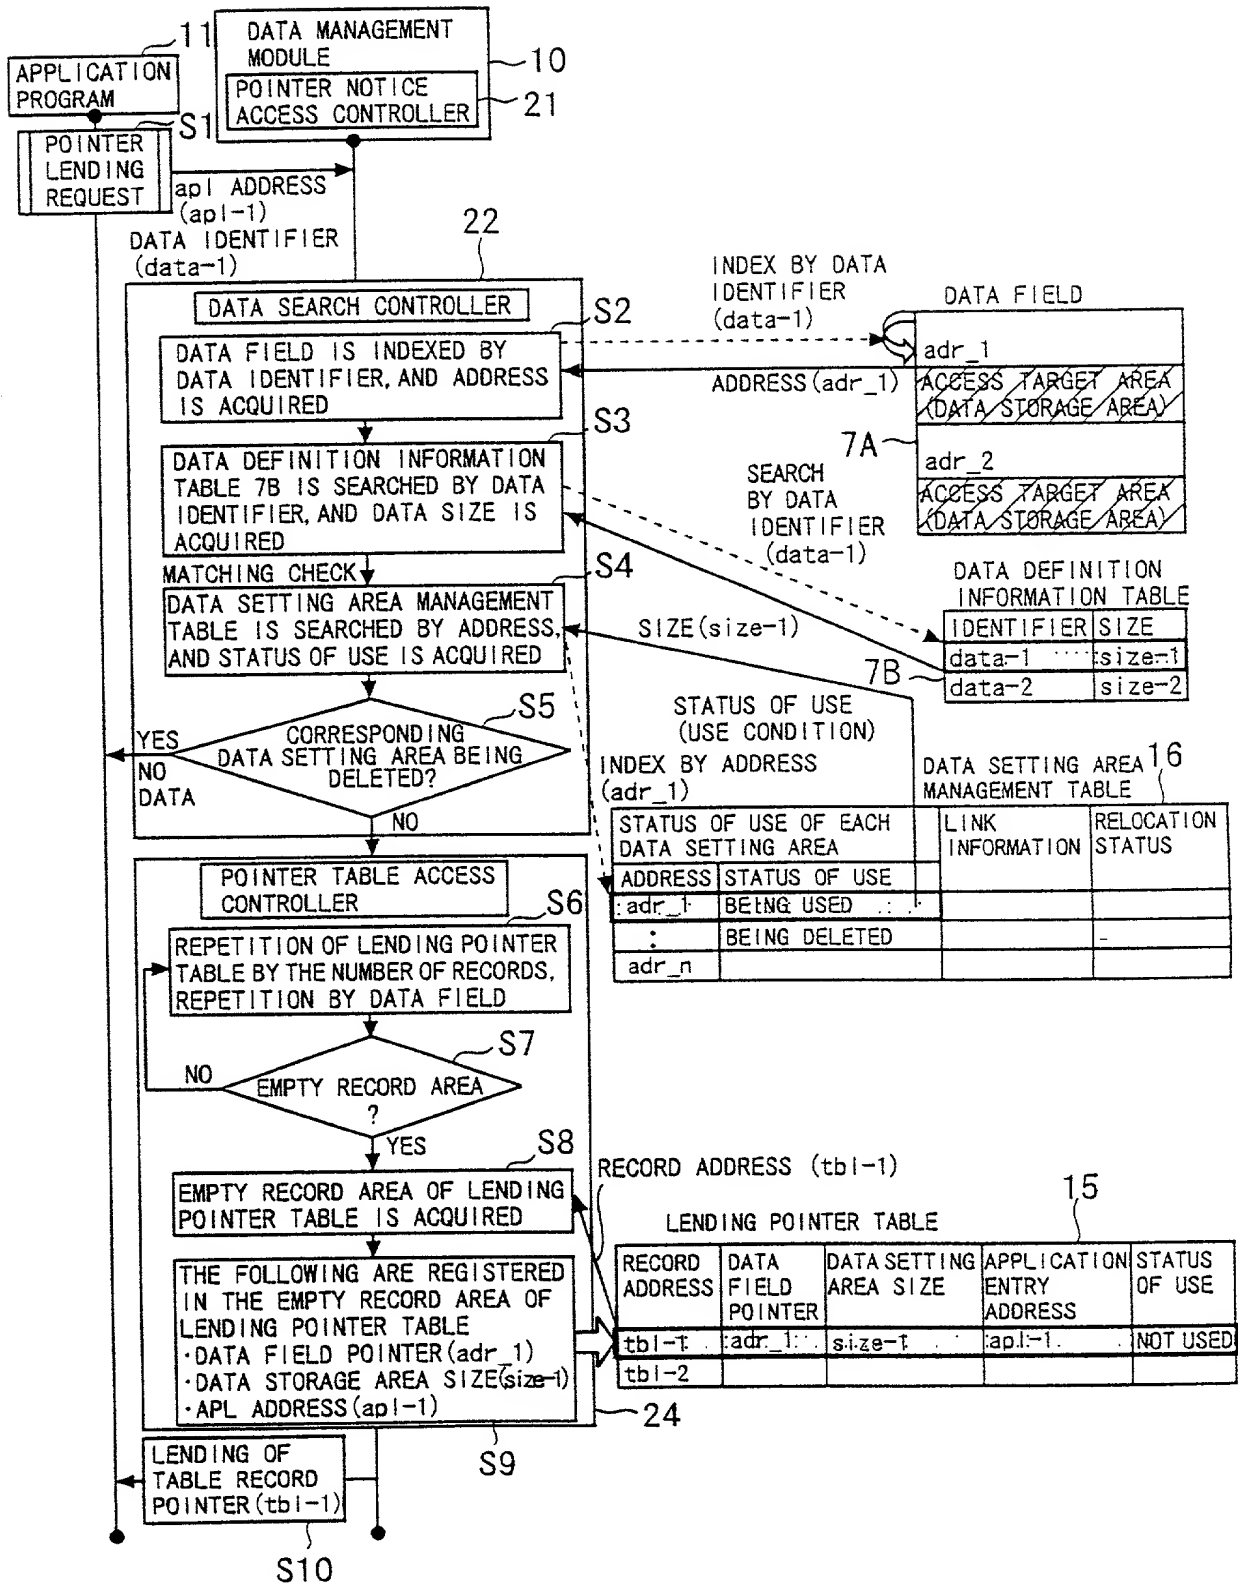 11
APPLICATION
PROGRAM
DATA MANAGEMENT
MODULE
10
POINTER NOTICE
ACCESS CONTROLLER
21
S1
POINTER
LENDING
REQUEST
apl ADDRESS
(apl-1)
DATA IDENTIFIER
(data-1)
22
DATA SEARCH CONTROLLER
S2
DATA FIELD IS INDEXED BY
DATA IDENTIFIER, AND ADDRESS
IS ACQUIRED
INDEX BY DATA
IDENTIFIER
(data-1)
ADDRESS(adr_1)
DATA FIELD
adr_1
ACCESS TARGET AREA
(DATA STORAGE AREA)
7A
adr_2
ACCESS TARGET AREA
(DATA STORAGE AREA)
S3
DATA DEFINITION INFORMATION
TABLE 7B IS SEARCHED BY DATA
IDENTIFIER, AND DATA SIZE IS
ACQUIRED
SEARCH
BY DATA
IDENTIFIER
(data-1)
MATCHING CHECK
S4
DATA SETTING AREA MANAGEMENT
TABLE IS SEARCHED BY ADDRESS,
AND STATUS OF USE IS ACQUIRED
SIZE(size-1)
DATA DEFINITION
INFORMATION TABLE
IDENTIFIER SIZE
data-1 size-1
7B
data-2 size-2
S5
CORRESPONDING
DATA SETTING AREA BEING
DELETED?
YES
NO
DATA
NO
STATUS OF USE
(USE CONDITION)
INDEX BY ADDRESS
(adr_1)
DATA SETTING AREA
MANAGEMENT TABLE
16
STATUS OF USE OF EACH
DATA SETTING AREA
LINK
INFORMATION
RELOCATION
STATUS
ADDRESS STATUS OF USE
adr_1 BEING USED
: BEING DELETED
adr_n
POINTER TABLE ACCESS
CONTROLLER
S6
REPETITION OF LENDING POINTER
TABLE BY THE NUMBER OF RECORDS,
REPETITION BY DATA FIELD
S7
NO
EMPTY RECORD AREA
?
YES
S8
EMPTY RECORD AREA OF LENDING
POINTER TABLE IS ACQUIRED
RECORD ADDRESS (tbl-1)
THE FOLLOWING ARE REGISTERED
IN THE EMPTY RECORD AREA OF
LENDING POINTER TABLE
·DATA FIELD POINTER(adr_1)
·DATA STORAGE AREA SIZE(size-1)
·APL ADDRESS(apl-1)
S9
24
LENDING POINTER TABLE
15
RECORD
ADDRESS
DATA
FIELD
POINTER
DATA SETTING
AREA SIZE
APPLICATION
ENTRY
ADDRESS
STATUS
OF USE
tbl-1 adr_1 size-1 apl-1 NOT USED
tbl-2
LENDING OF
TABLE RECORD
POINTER(tbl-1)
S10